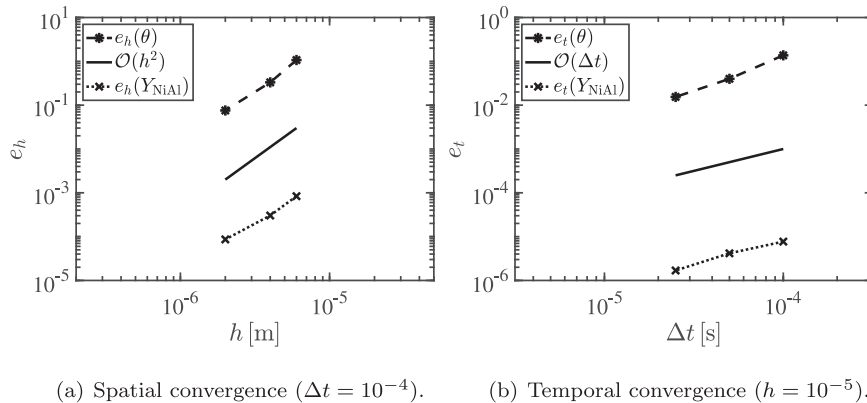 10^1
10^-1
10^-3
10^-5
e_h
e_h(θ)
𝒪(h^2)
e_h(Y_NiAl)
10^-6
10^-5
h [m]
(a) Spatial convergence (Δt = 10^-4).
10^0
10^-2
10^-4
10^-6
e_t
e_t(θ)
𝒪(Δt)
e_t(Y_NiAl)
10^-5
10^-4
Δt [s]
(b) Temporal convergence (h = 10^-5).